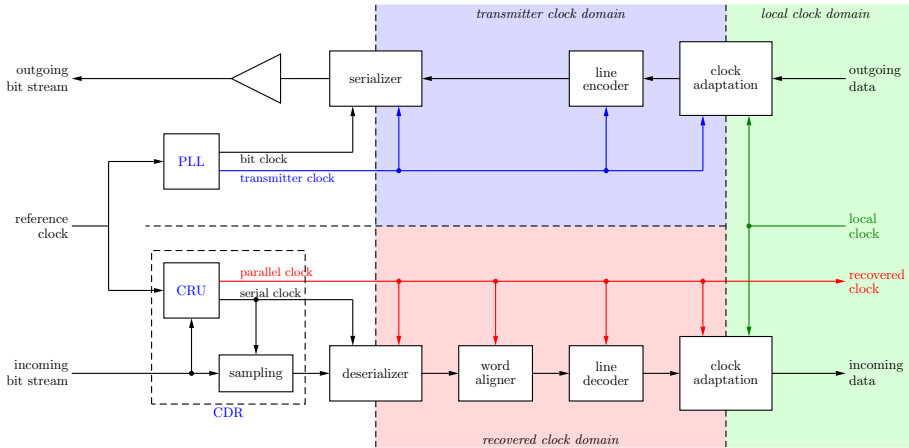 transmitter clock domain
local clock domain
outgoing
bit stream
serializer
line
encoder
clock
adaptation
outgoing
data
PLL
bit clock
transmitter clock
reference
clock
local
clock
CRU
parallel clock
serial clock
recovered
clock
incoming
bit stream
sampling
deserializer
word
aligner
line
decoder
clock
adaptation
incoming
data
CDR
recovered clock domain